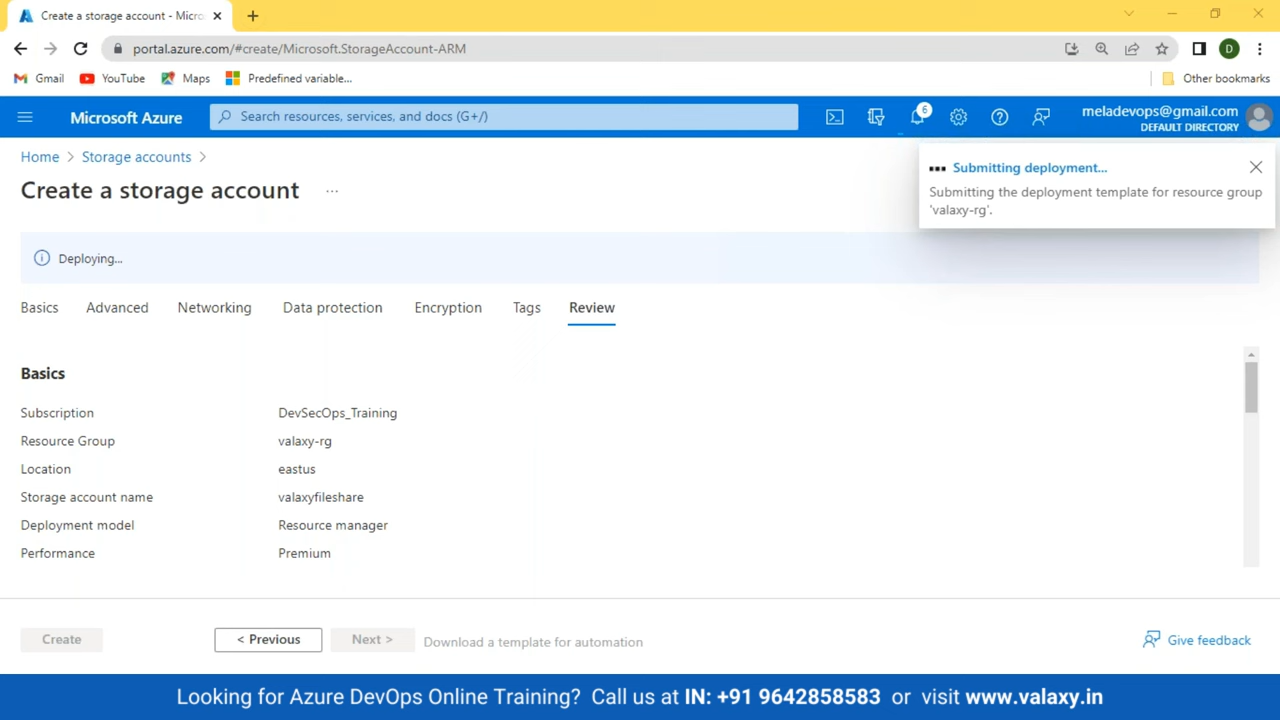 Create a storage account - Micro
portal.azure.com/#create/Microsoft.StorageAccount-ARM
D
Gmail
YouTube
Maps
Predefined variable...
Other bookmarks
Microsoft Azure
Search resources, services, and docs (G+/)
6
meladevops@gmail.com
DEFAULT DIRECTORY
Home > Storage accounts >
Create a storage account ...
Submitting deployment...
Submitting the deployment template for resource group
'valaxy-rg'.
Deploying...
Basics Advanced Networking Data protection Encryption Tags Review
Basics
Subscription DevSecOps_Training
Resource Group valaxy-rg
Location eastus
Storage account name valaxyfileshare
Deployment model Resource manager
Performance Premium
Create < Previous Next > Download a template for automation Give feedback
Looking for Azure DevOps Online Training? Call us at IN: +91 9642858583 or visit www.valaxy.in